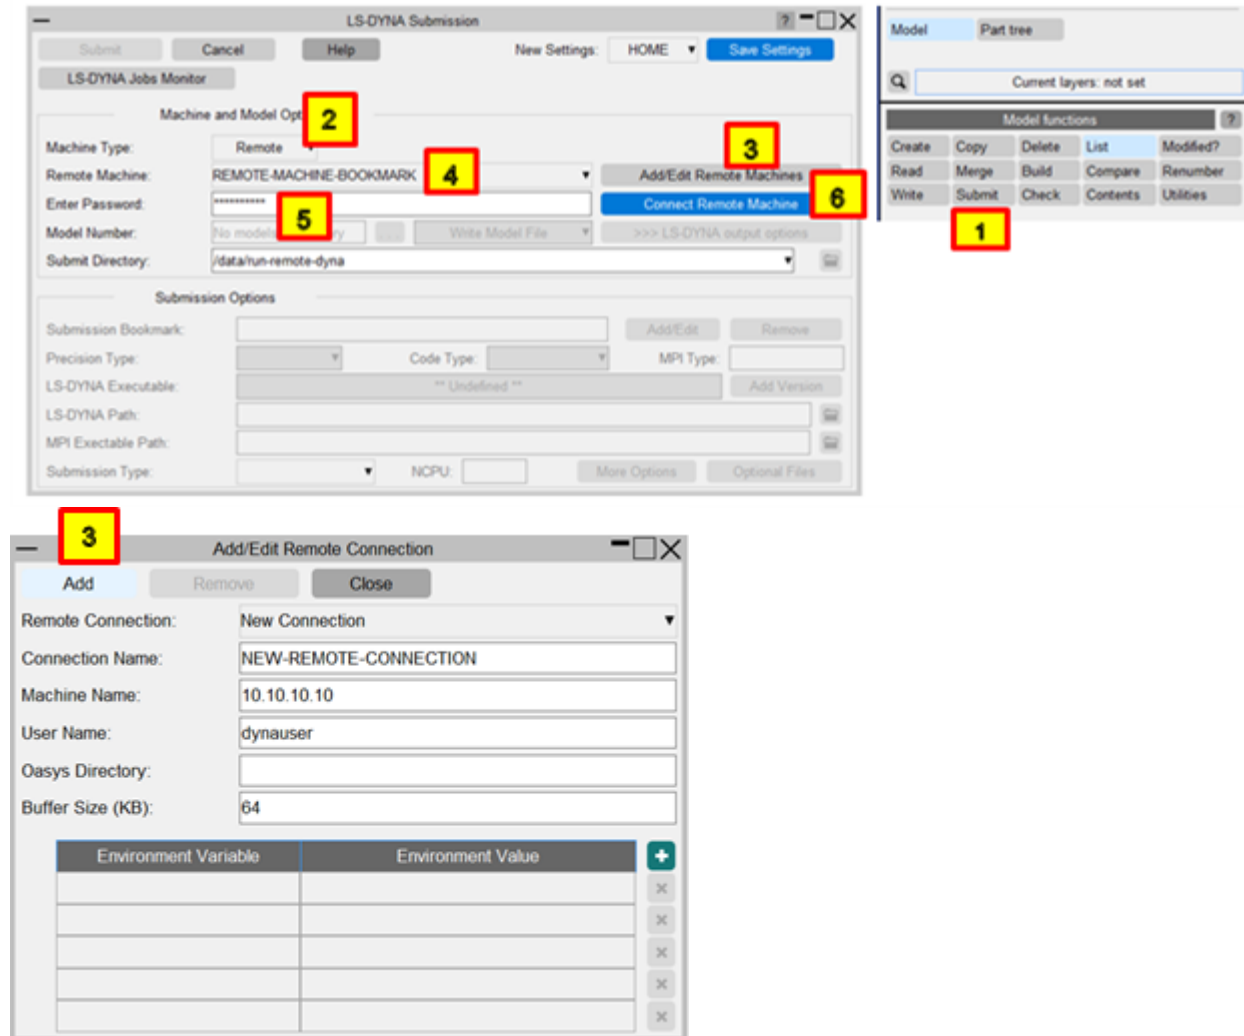 LS-DYNA Submission ?
Submit Cancel Help New Settings: HOME Save Settings
LS-DYNA Jobs Monitor
Machine and Model Opt
2
Machine Type: Remote
3
Remote Machine: REMOTE-MACHINE-BOOKMARK Add/Edit Remote Machines
4
Enter Password: ********** Connect Remote Machine
6
5
Model Number: No models Write Model File >>> LS-DYNA output options
Submit Directory: /data/run-remote-dyna
Submission Options
Submission Bookmark: Add/Edit Remove
Precision Type: Code Type: MPI Type:
LS-DYNA Executable: ** Undefined ** Add Version
LS-DYNA Path:
MPI Exectable Path:
Submission Type: NCPU: More Options Optional Files
Model Part tree
Current layers: not set
Model functions ?
Create Copy Delete List Modified?
Read Merge Build Compare Renumber
Write Submit Check Contents Utilities
1
3
Add/Edit Remote Connection
Add Remove Close
Remote Connection: New Connection
Connection Name: NEW-REMOTE-CONNECTION
Machine Name: 10.10.10.10
User Name: dynauser
Oasys Directory:
Buffer Size (KB): 64
Environment Variable Environment Value